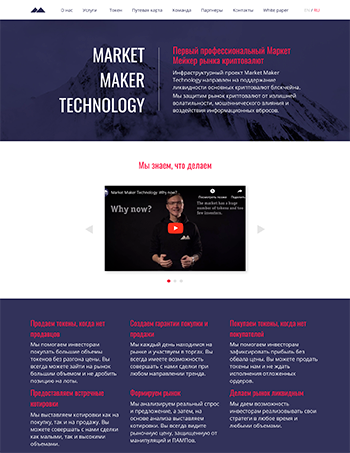 О нас Услуги Токен Путевая карта Команда Партнеры Контакты White paper EN / RU
MARKET
MAKER
TECHNOLOGY
Первый профессиональный Маркет
Мейкер рынка криптовалют
Инфраструктурный проект Market Maker
Technology направлен на поддержание
ликвидности основных криптовалют блокчейна.
Мы защитим рынок криптовалют от излишней
волатильности, мошеннического влияния и
воздействия информационных вбросов.
Мы знаем, что делаем
Market Maker Technology. Why now?
Посмотреть позже Поделиться
Why now?
The market has a huge
number of tokens and too
few investors.
Продаем токены, когда нет
продавцов
Мы помогаем инвесторам
покупать большие объемы
токенов без разгона цены. Вы
всегда можете зайти на рынок
большим объемом и не дробить
позицию на лоты.
Создаем гарантии покупки и
продажи
Мы каждый день находимся на
рынке и участвуем в торгах. Вы
всегда имеете возможность
совершать с нами сделки при
любом направлении тренда.
Покупаем токены, когда нет
покупателей
Мы помогаем инвесторам
зафиксировать прибыль без
обвала цены. Вы можете продать
токены нам и не ждать
исполнения отложенных
ордеров.
Предоставляем встречные
котировки
Мы выставляем котировки как на
покупку, так и на продажу. Вы
можете совершать с нами сделки
как малыми, так и высокими
объемами.
Формируем рынок
Мы анализируем реальный спрос
и предложение, а затем, на
основе анализа выставляем
котировки. Вы всегда видите
рыночную цену, защищенную от
манипуляций и ПАМПов.
Делаем рынок ликвидным
Мы даем возможность
инвесторам реализовывать свои
стратегии в любое время и
любыми объемами.